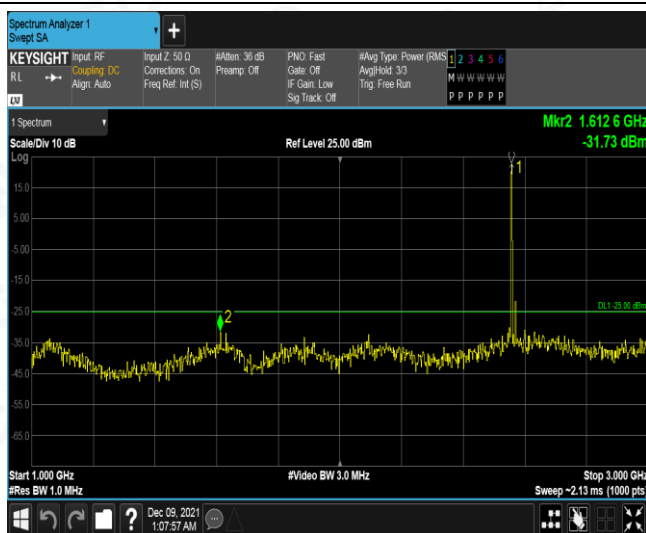 Spectrum Analyzer 1
Swept SA
+
KEYSIGHT
RL
LXI
Input: RF
Coupling: DC
Align: Auto
Input Z: 50 Ω
Corrections: On
Freq Ref: Int (S)
#Atten: 36 dB
Preamp: Off
PNO: Fast
Gate: Off
IF Gain: Low
Sig Track: Off
#Avg Type: Power (RMS
Avg|Hold: 3/3
Trig: Free Run
1 2 3 4 5 6
M W W W W W
P P P P P P
1 Spectrum
Mkr2 1.612 6 GHz
Scale/Div 10 dB
Ref Level 25.00 dBm
-31.73 dBm
Log
1
15.0
5.00
-5.00
-15.0
-25.0
DL1 -25.00 dBm
2
-35.0
-45.0
-55.0
-65.0
Start 1.000 GHz
#Video BW 3.0 MHz
Stop 3.000 GHz
#Res BW 1.0 MHz
Sweep ~2.13 ms (1000 pts)
?
Dec 09, 2021
1:07:57 AM